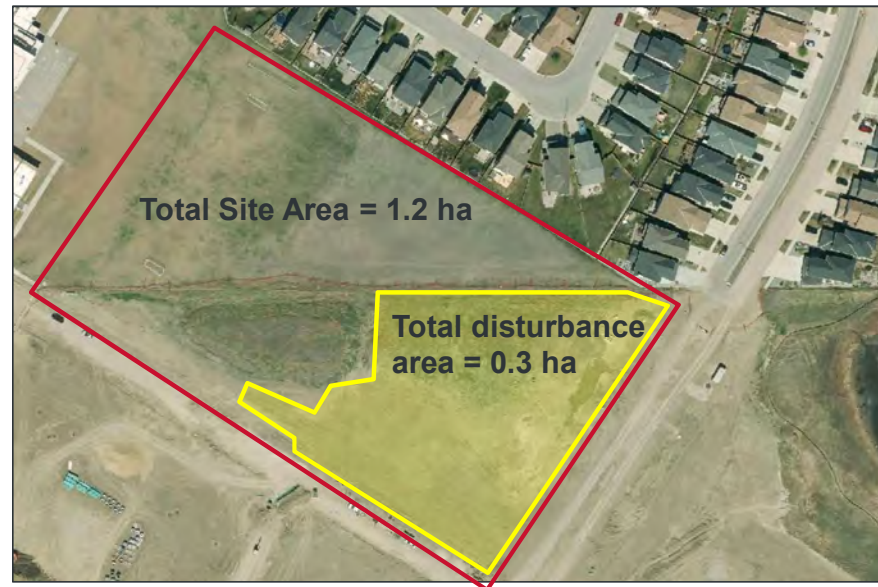 Total Site Area = 1.2 ha
Total disturbance
area = 0.3 ha